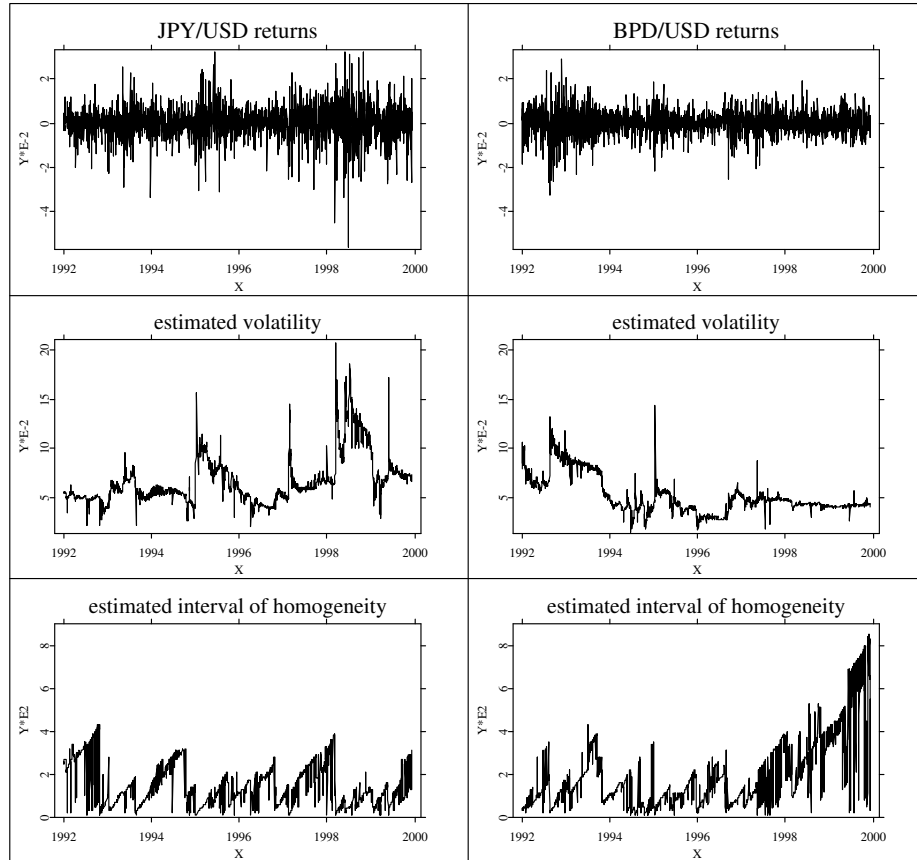 JPY/USD returns
Y*E-2
2
0
-2
-4
1992 1994 1996 1998 2000
X
BPD/USD returns
Y*E-2
2
0
-2
-4
1992 1994 1996 1998 2000
X
estimated volatility
Y*E-2
20
15
10
5
1992 1994 1996 1998 2000
X
estimated volatility
Y*E-2
20
15
10
5
1992 1994 1996 1998 2000
X
estimated interval of homogeneity
Y*E2
8
6
4
2
0
1992 1994 1996 1998 2000
X
estimated interval of homogeneity
Y*E2
8
6
4
2
0
1992 1994 1996 1998 2000
X